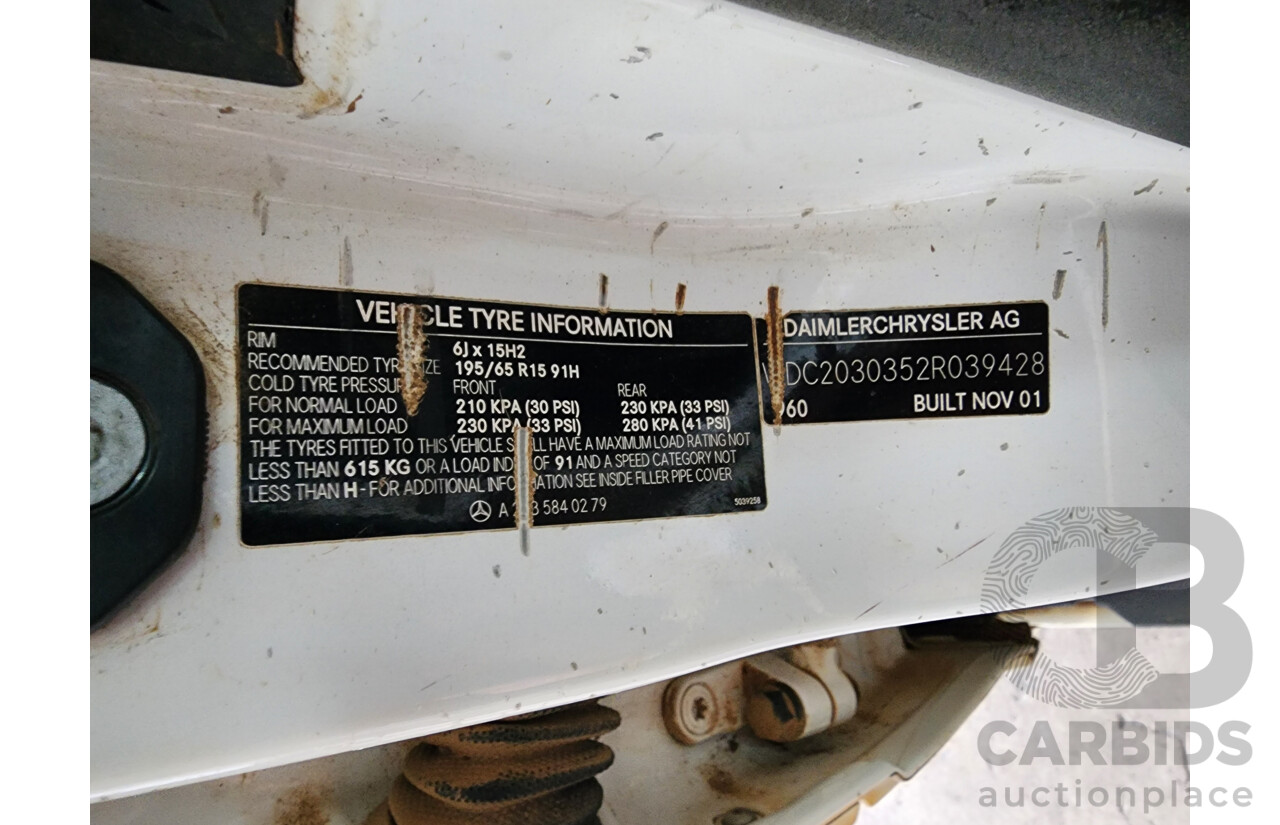 VEHICLE TYRE INFORMATION
RIM 6J x 15H2
RECOMMENDED TYRE SIZE 195/65 R15 91H
COLD TYRE PRESSURE FRONT REAR
FOR NORMAL LOAD 210 KPA (30 PSI) 230 KPA (33 PSI)
FOR MAXIMUM LOAD 230 KPA (33 PSI) 280 KPA (41 PSI)
THE TYRES FITTED TO THIS VEHICLE SHALL HAVE A MAXIMUM LOAD RATING NOT
LESS THAN 615 KG OR A LOAD INDEX OF 91 AND A SPEED CATEGORY NOT
LESS THAN H - FOR ADDITIONAL INFORMATION SEE INSIDE FILLER PIPE COVER
A 203 584 02 79
5039258
DAIMLERCHRYSLER AG
DC2030352R039428
960 BUILT NOV 01
CARBIDS
auctionplace